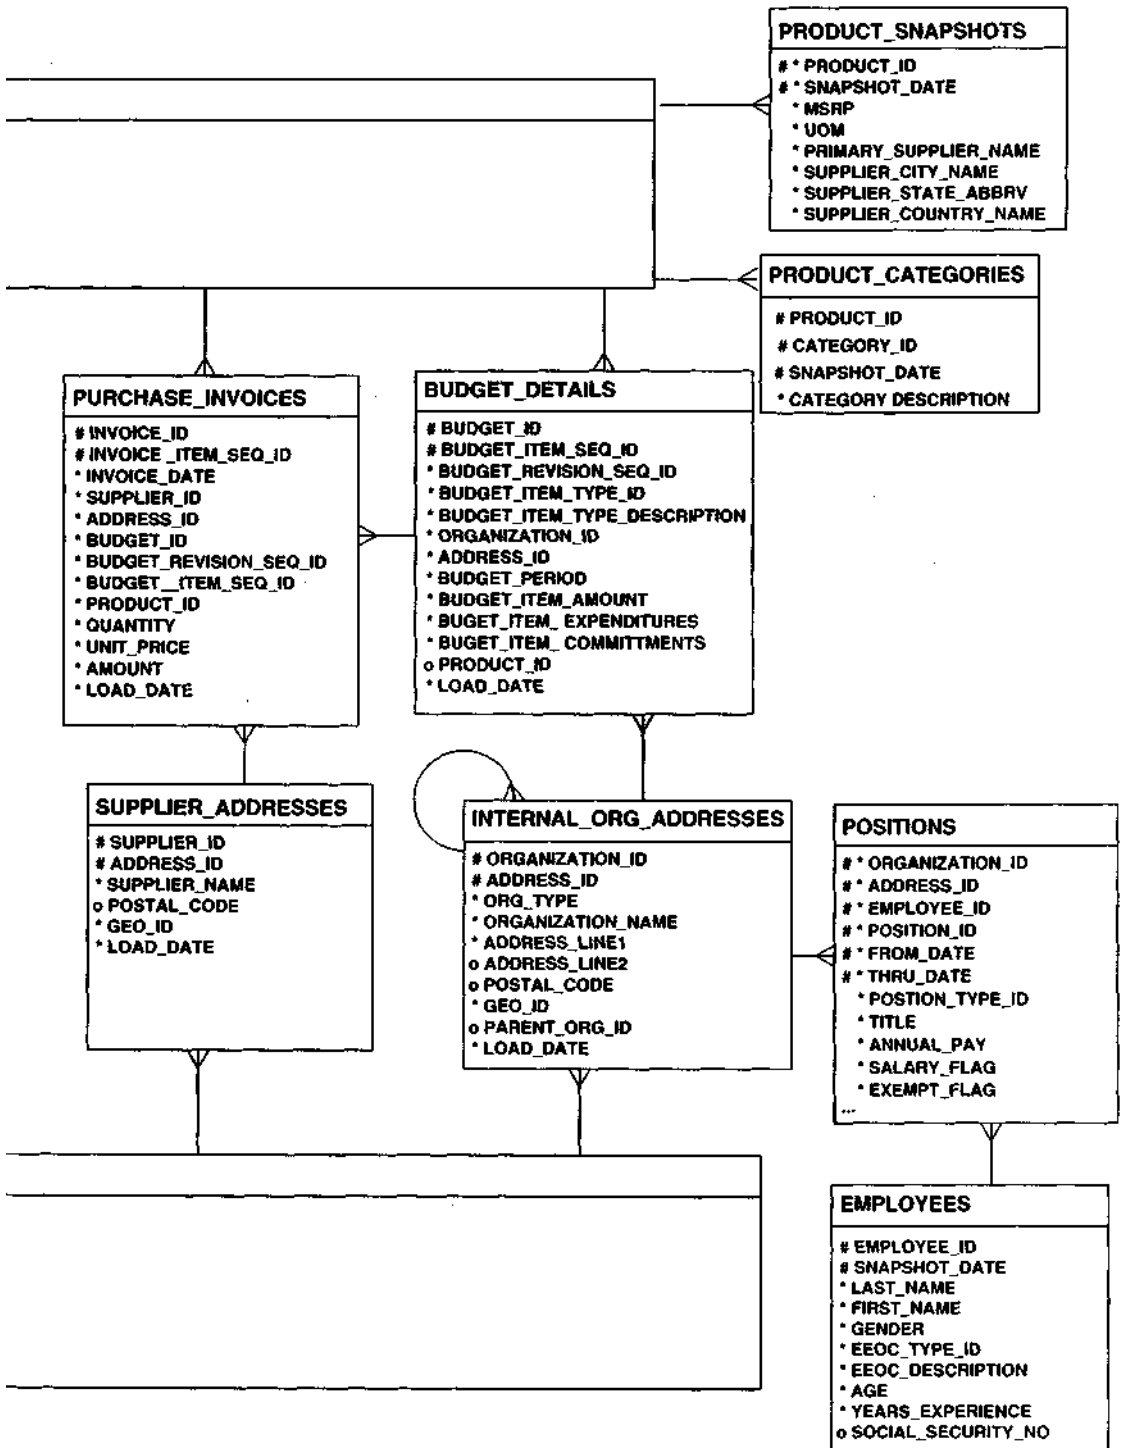 PRODUCT_SNAPSHOTS
# * PRODUCT_ID
# * SNAPSHOT_DATE
* MSRP
* UOM
* PRIMARY_SUPPLIER_NAME
* SUPPLIER_CITY_NAME
* SUPPLIER_STATE_ABBRV
* SUPPLIER_COUNTRY_NAME
PRODUCT_CATEGORIES
# PRODUCT_ID
# CATEGORY_ID
# SNAPSHOT_DATE
* CATEGORY DESCRIPTION
PURCHASE_INVOICES
# INVOICE_ID
# INVOICE _ITEM_SEQ_ID
* INVOICE_DATE
* SUPPLIER_ID
* ADDRESS_ID
* BUDGET_ID
* BUDGET_REVISION_SEQ_ID
* BUDGET__ITEM_SEQ_ID
* PRODUCT_ID
* QUANTITY
* UNIT_PRICE
* AMOUNT
* LOAD_DATE
BUDGET_DETAILS
# BUDGET_ID
# BUDGET_ITEM_SEQ_ID
* BUDGET_REVISION_SEQ_ID
* BUDGET_ITEM_TYPE_ID
* BUDGET_ITEM_TYPE_DESCRIPTION
* ORGANIZATION_ID
* ADDRESS_ID
* BUDGET_PERIOD
* BUDGET_ITEM_AMOUNT
* BUGET_ITEM_ EXPENDITURES
* BUGET_ITEM_ COMMITTMENTS
o PRODUCT_ID
* LOAD_DATE
SUPPLIER_ADDRESSES
# SUPPLIER_ID
# ADDRESS_ID
* SUPPLIER_NAME
o POSTAL_CODE
* GEO_ID
* LOAD_DATE
INTERNAL_ORG_ADDRESSES
# ORGANIZATION_ID
# ADDRESS_ID
* ORG_TYPE
* ORGANIZATION_NAME
* ADDRESS_LINE1
o ADDRESS_LINE2
o POSTAL_CODE
* GEO_ID
o PARENT_ORG_ID
* LOAD_DATE
POSITIONS
# * ORGANIZATION_ID
# * ADDRESS_ID
# * EMPLOYEE_ID
# * POSITION_ID
# * FROM_DATE
# * THRU_DATE
* POSTION_TYPE_ID
* TITLE
* ANNUAL_PAY
* SALARY_FLAG
* EXEMPT_FLAG
...
EMPLOYEES
# EMPLOYEE_ID
# SNAPSHOT_DATE
* LAST_NAME
* FIRST_NAME
* GENDER
* EEOC_TYPE_ID
* EEOC_DESCRIPTION
* AGE
* YEARS_EXPERIENCE
o SOCIAL_SECURITY_NO